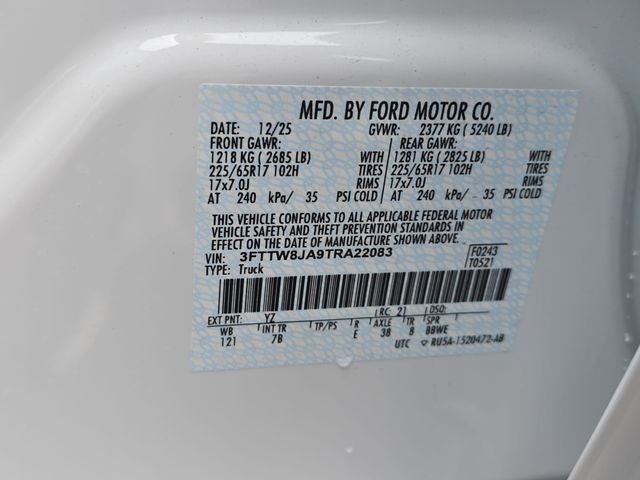 MFD. BY FORD MOTOR CO.
DATE: 12/25 GVWR: 2377 KG ( 5240 LB)
FRONT GAWR: REAR GAWR:
1218 KG ( 2685 LB) WITH 1281 KG ( 2825 LB) WITH
225/65R17 102H TIRES 225/65R17 102H TIRES
17x7.0J RIMS 17x7.0J RIMS
AT 240 kPa/ 35 PSI COLD AT 240 kPa/ 35 PSI COLD
THIS VEHICLE CONFORMS TO ALL APPLICABLE FEDERAL MOTOR
VEHICLE SAFETY AND THEFT PREVENTION STANDARDS IN
EFFECT ON THE DATE OF MANUFACTURE SHOWN ABOVE.
VIN: 3FTTW8JA9TRA22083 F0243
TYPE: Truck T0521
EXT PNT: YZ RC: 21 DSO:
WB INT TR TP/PS R AXLE TR SPR
121 7B E 38 8 BBWE
UTC RU5A-1520472-AB